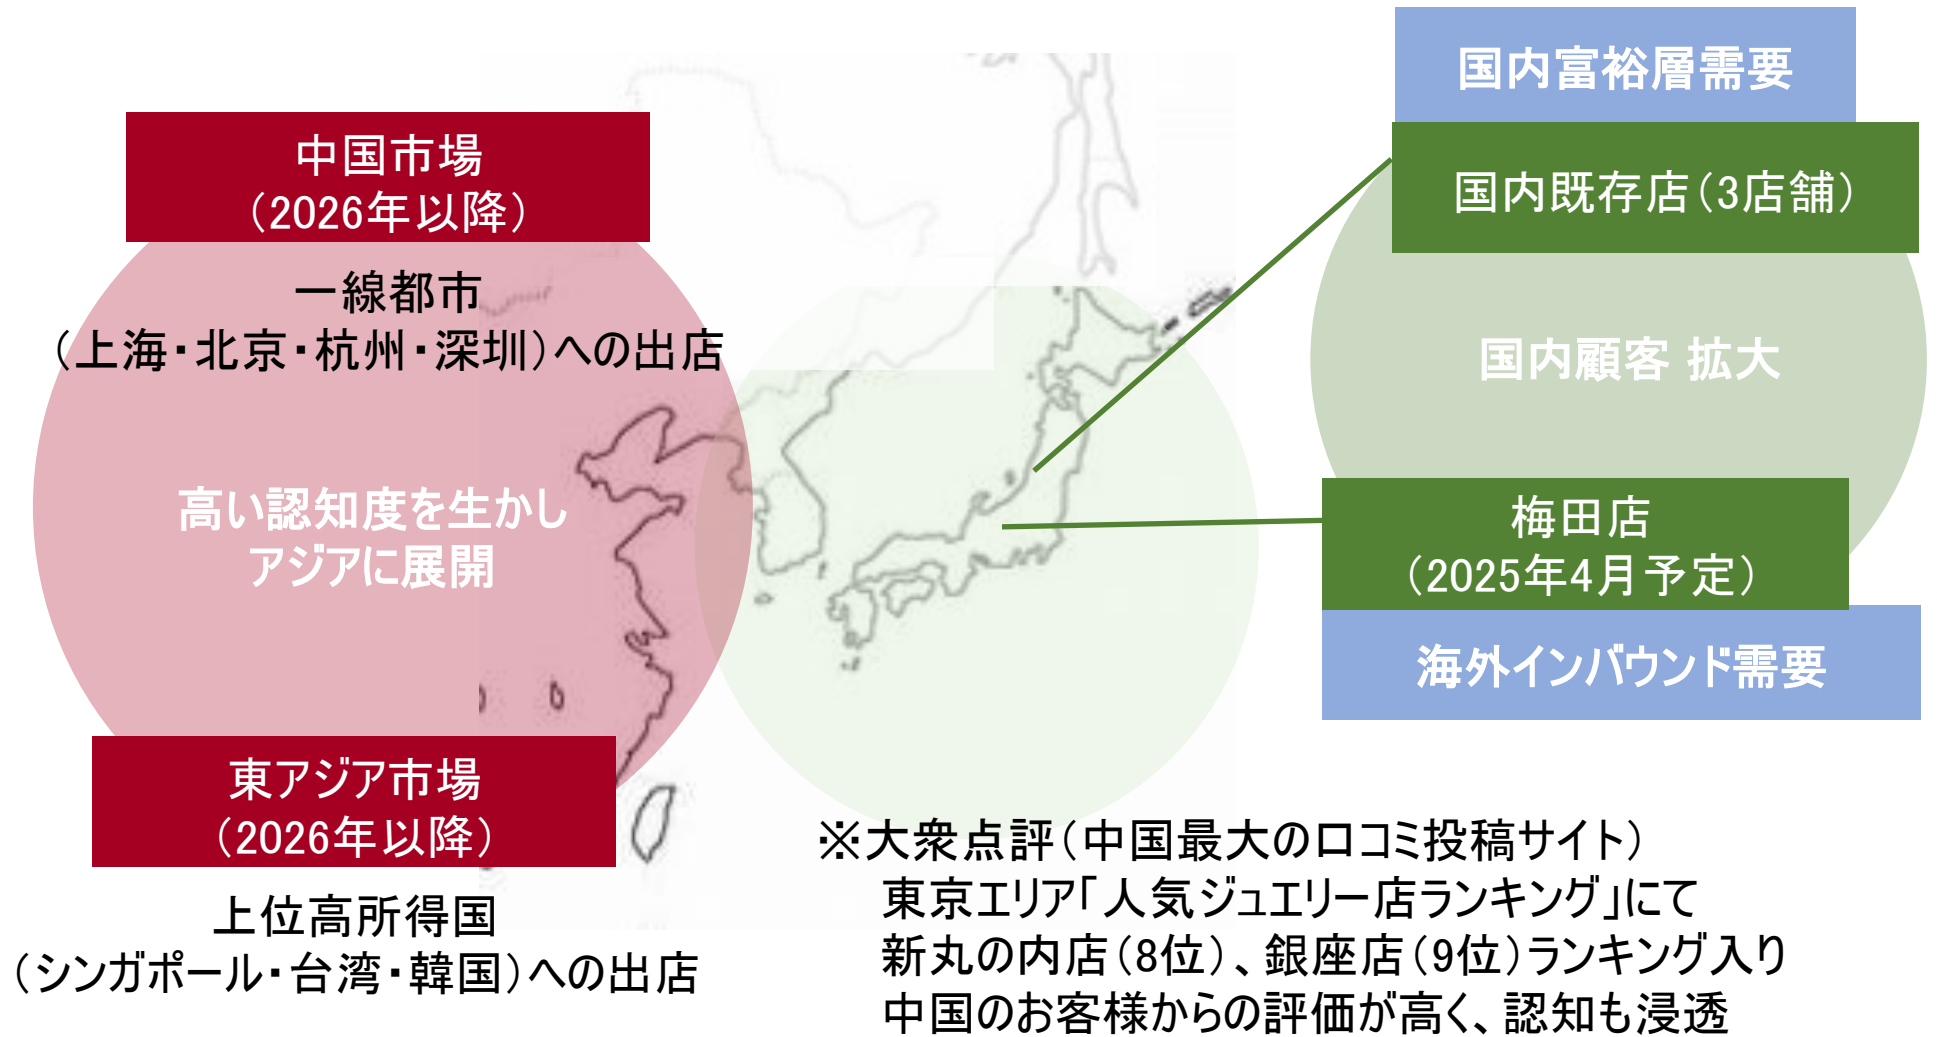 中国市場
（2026年以降）
一線都市
（上海・北京・杭州・深圳）への出店
高い認知度を生かし
アジアに展開
東アジア市場
（2026年以降）
上位高所得国
（シンガポール・台湾・韓国）への出店
国内富裕層需要
国内既存店（3店舗）
国内顧客 拡大
梅田店
（2025年4月予定）
海外インバウンド需要
※大衆点評（中国最大の口コミ投稿サイト）
東京エリア「人気ジュエリー店ランキング」にて
新丸の内店（8位）、銀座店（9位）ランキング入り
中国のお客様からの評価が高く、認知も浸透